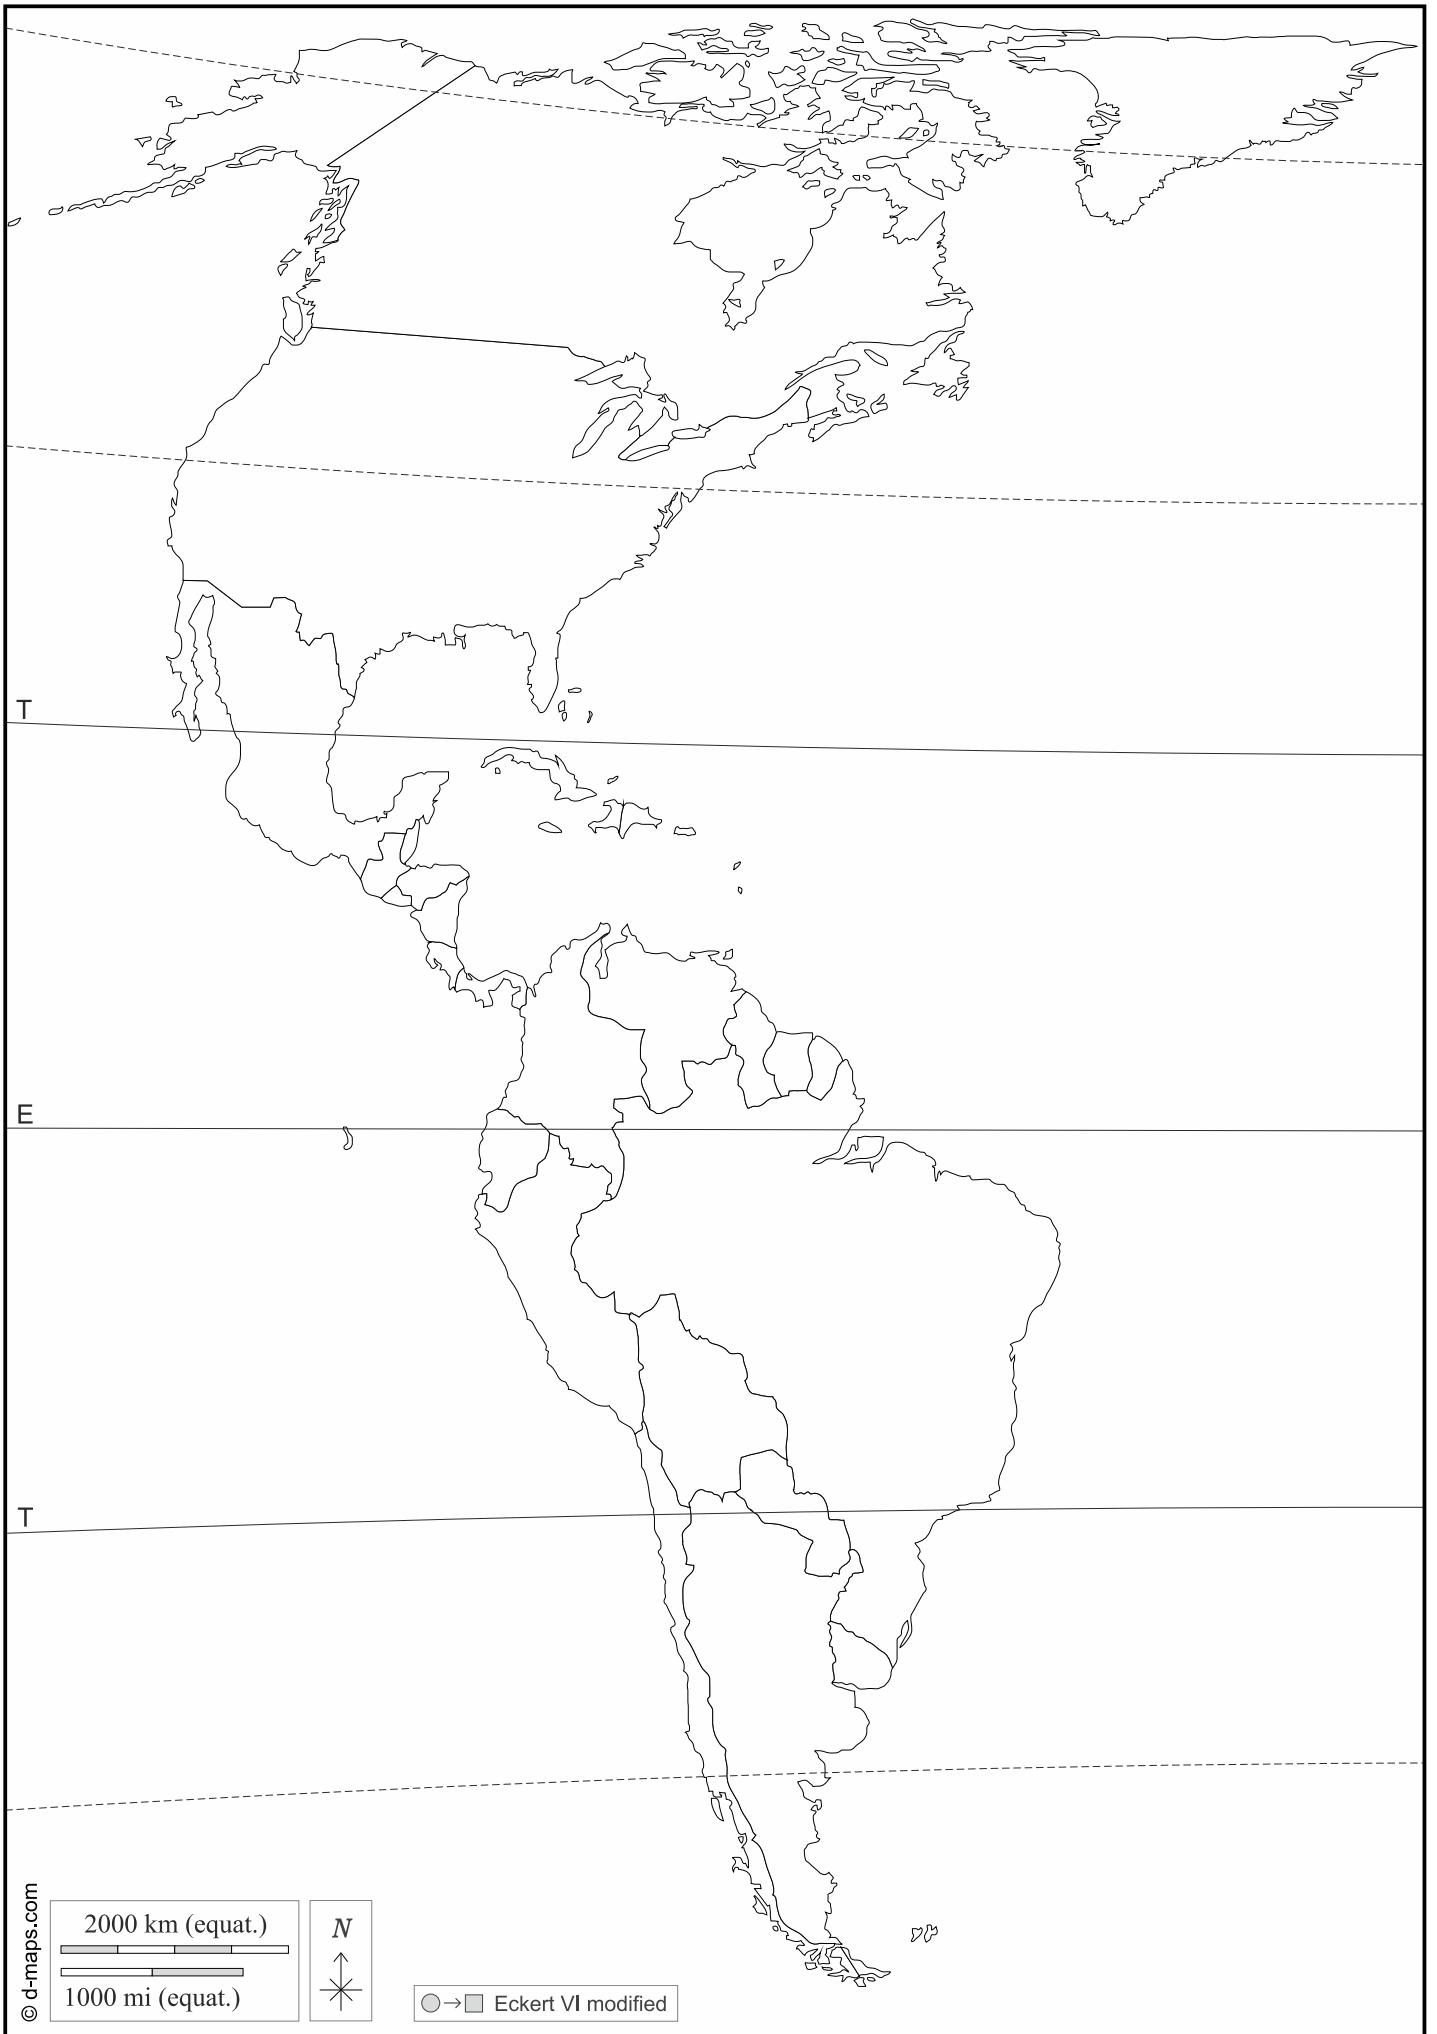 T
E
T
© d-maps.com
2000 km (equat.)
1000 mi (equat.)
N
Eckert VI modified